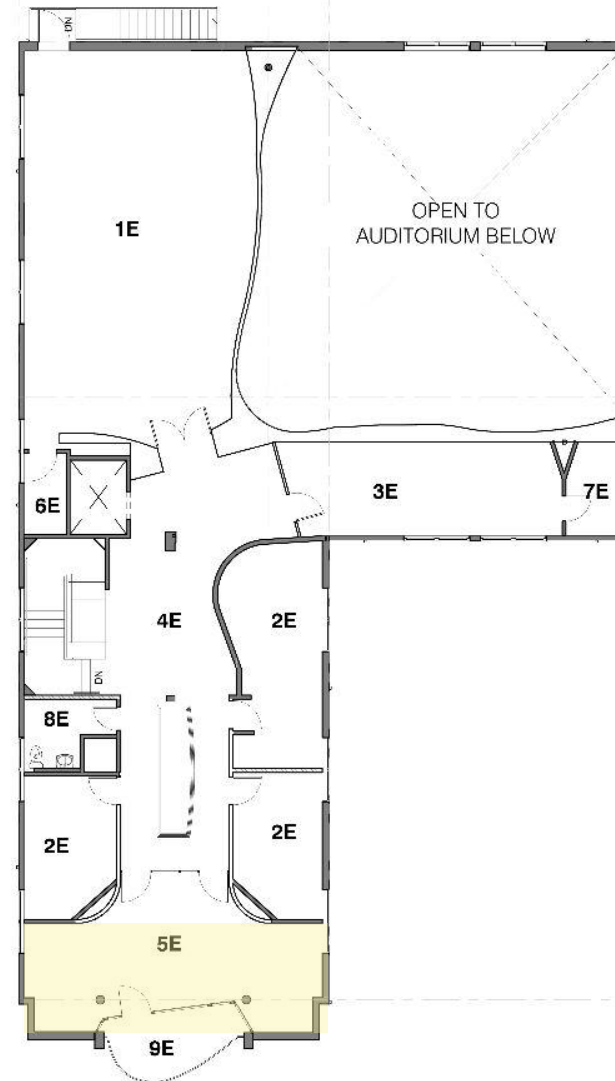 DN
OPEN TO
AUDITORIUM BELOW
1E
6E
3E
7E
4E
2E
DN
8E
2E
2E
5E
9E